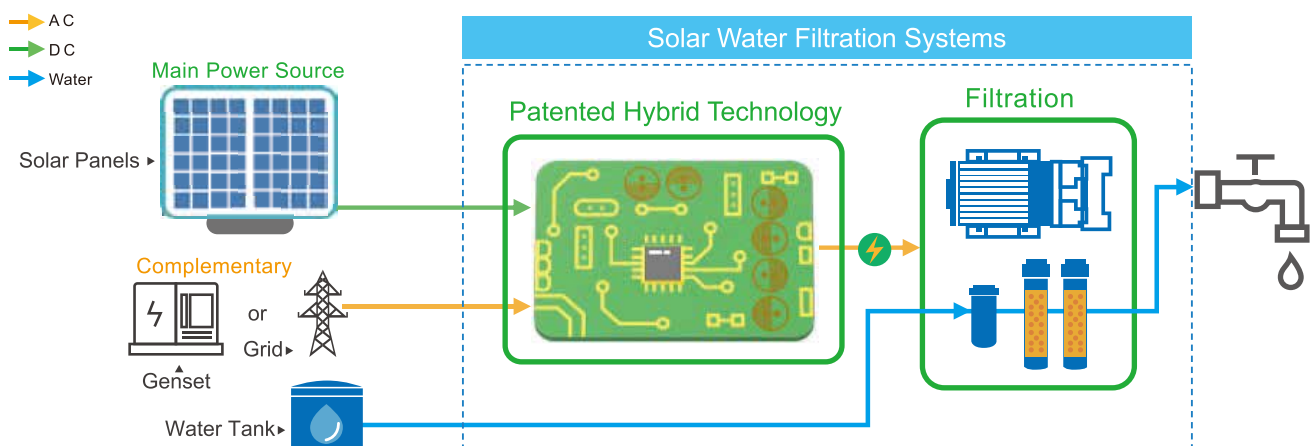 A C
D C
Water
Solar Water Filtration Systems
Main Power Source
Patented Hybrid Technology
Filtration
Solar Panels
Complementary
or
Grid
Genset
Water Tank